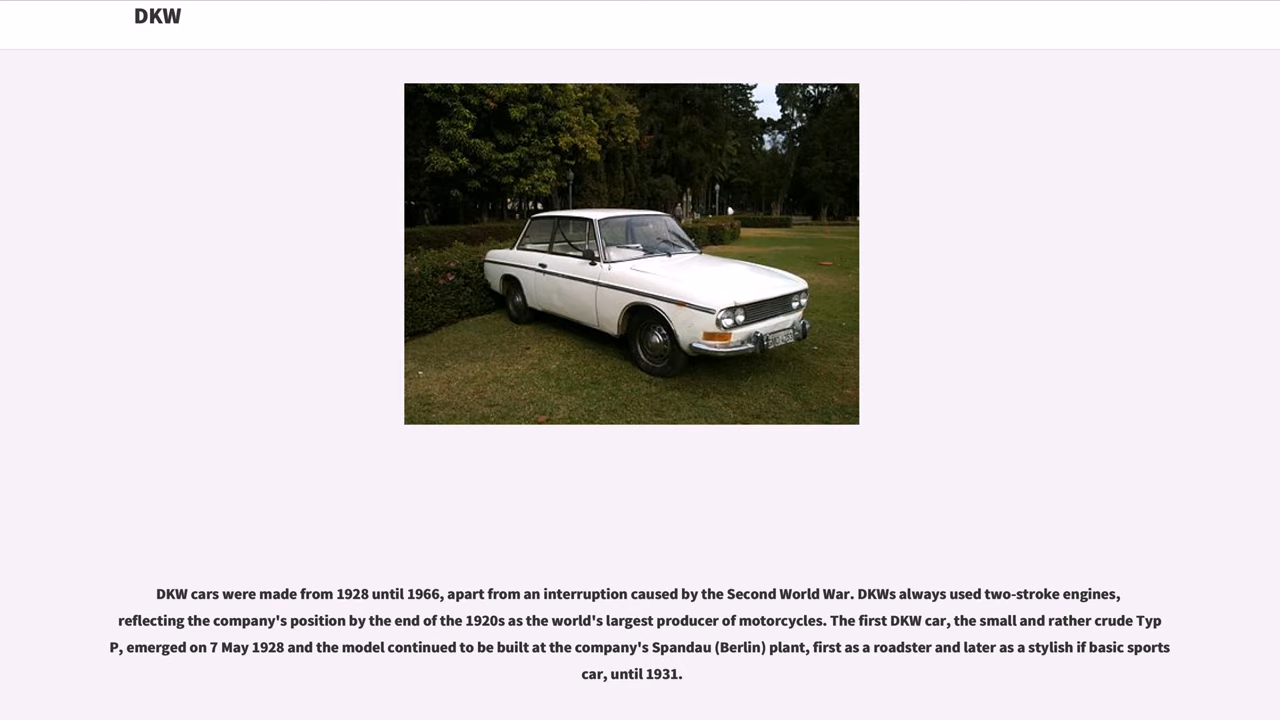 DKW
DKW cars were made from 1928 until 1966, apart from an interruption caused by the Second World War. DKWs always used two-stroke engines,
reflecting the company's position by the end of the 1920s as the world's largest producer of motorcycles. The first DKW car, the small and rather crude Typ
P, emerged on 7 May 1928 and the model continued to be built at the company's Spandau (Berlin) plant, first as a roadster and later as a stylish if basic sports
car, until 1931.